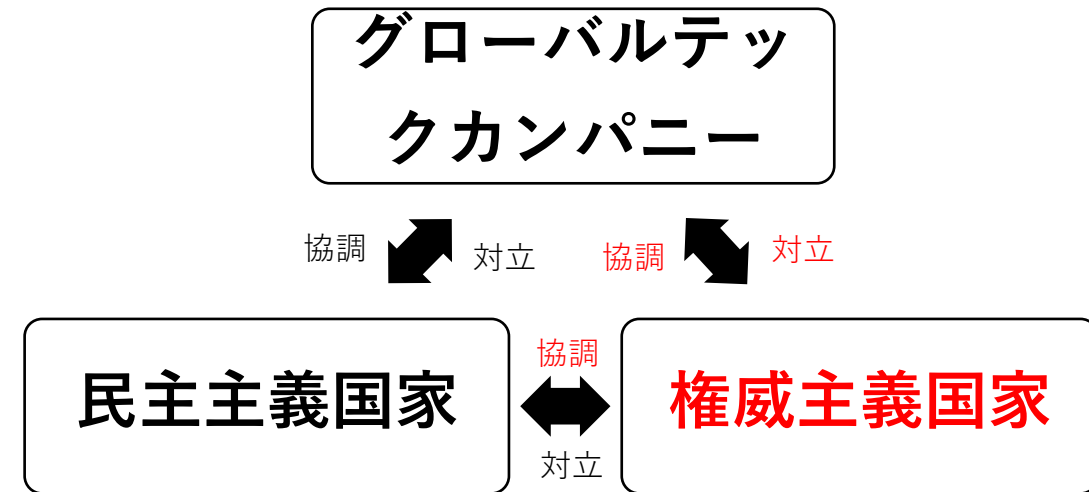 グローバルテッ
クカンパニー
協調
対立
協調
対立
協調
民主主義国家
権威主義国家
対立